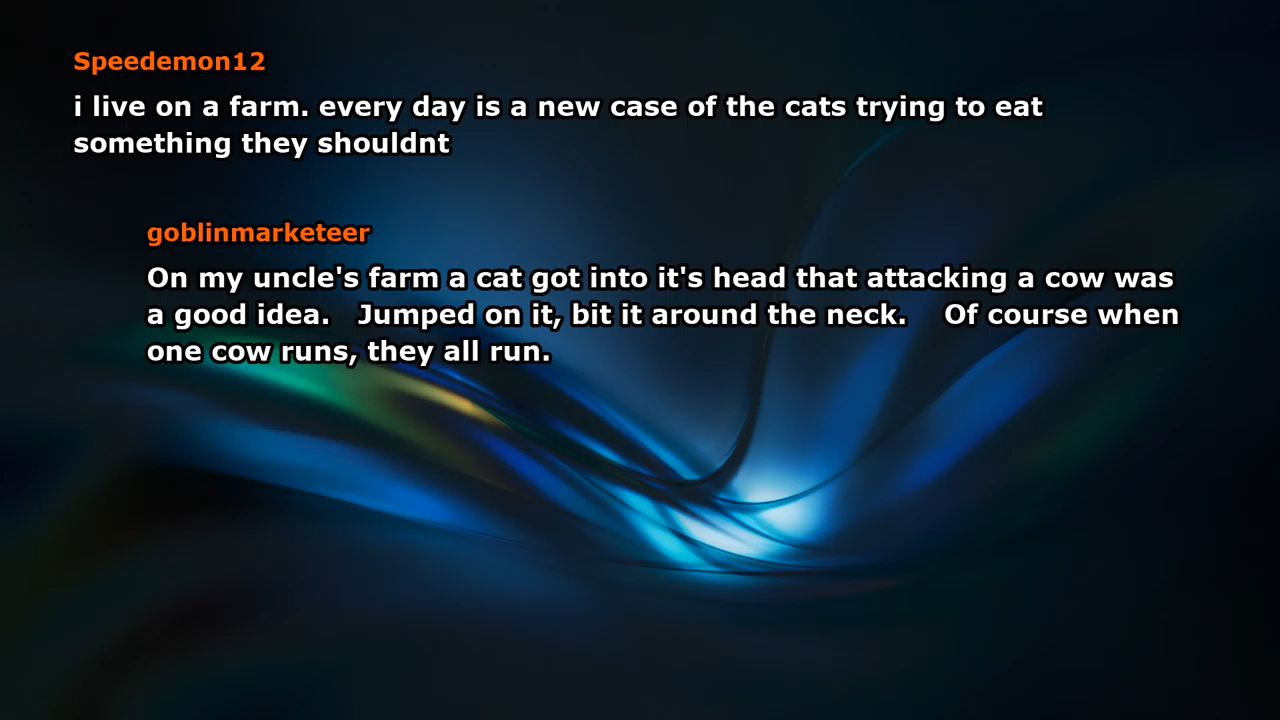 Speedemon12
i live on a farm. every day is a new case of the cats trying to eat
something they shouldnt
goblinmarketeer
On my uncle's farm a cat got into it's head that attacking a cow was
a good idea.   Jumped on it, bit it around the neck.    Of course when
one cow runs, they all run.